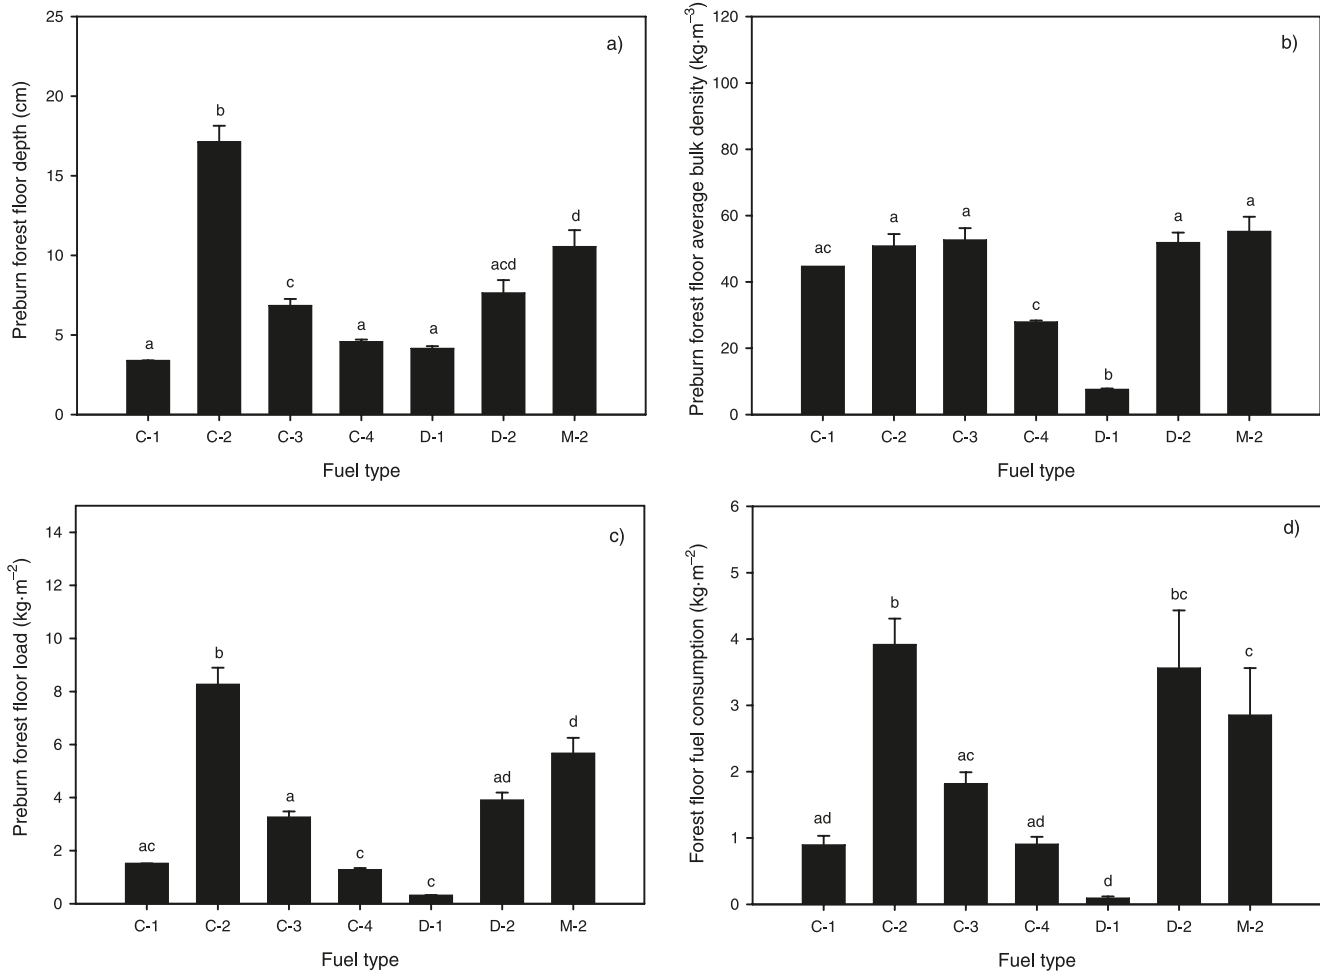 a)
Preburn forest floor depth (cm)
25
20
15
10
5
0
a
b
c
a
a
acd
d
C-1 C-2 C-3 C-4 D-1 D-2 M-2
Fuel type
b)
Preburn forest floor average bulk density (kg·m⁻³)
120
100
80
60
40
20
0
ac
a
a
c
b
a
a
C-1 C-2 C-3 C-4 D-1 D-2 M-2
Fuel type
c)
Preburn forest floor load (kg·m⁻²)
14
12
10
8
6
4
2
0
ac
b
a
c
c
ad
d
C-1 C-2 C-3 C-4 D-1 D-2 M-2
Fuel type
d)
Forest floor fuel consumption (kg·m⁻²)
6
5
4
3
2
1
0
ad
b
ac
ad
d
bc
c
C-1 C-2 C-3 C-4 D-1 D-2 M-2
Fuel type